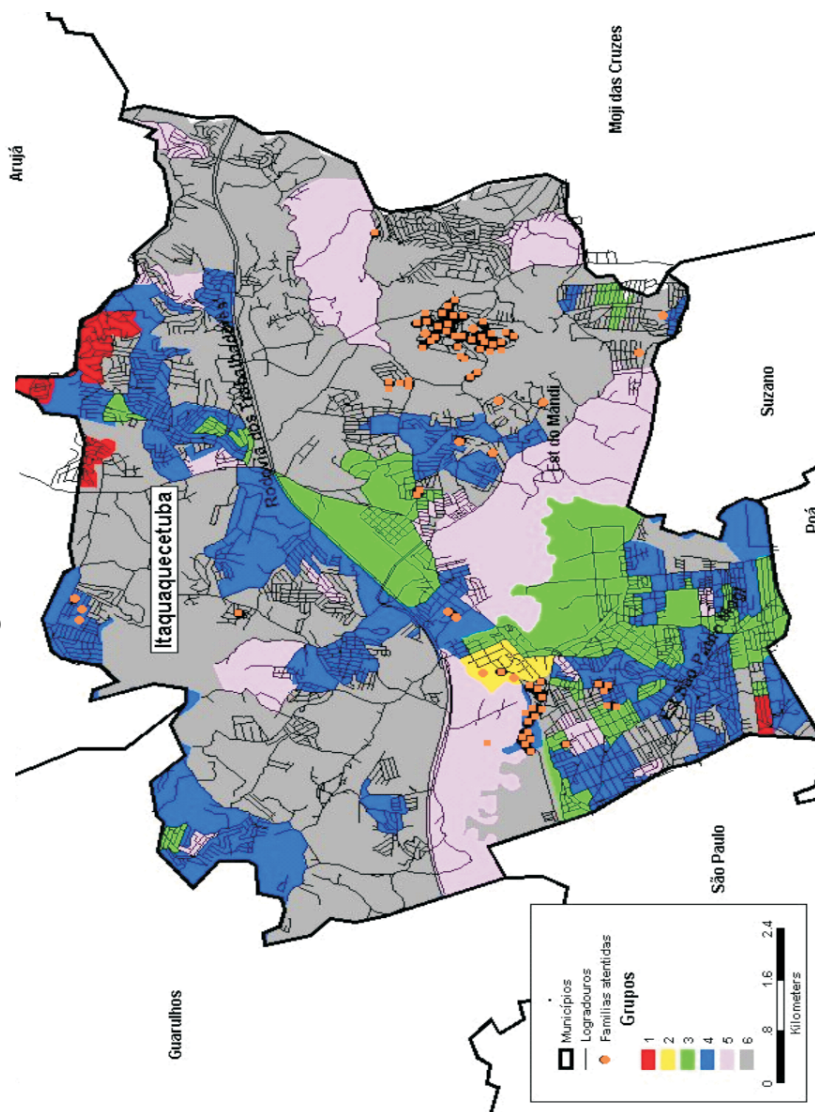 Arujá
Moji das Cruzes
Guarulhos
Itaquaquecetuba
Rodovia dos Trabalhadores
Est do Mandi
Suzano
Poá
São Paulo
Municípios
Logradouros
Famílias atentidas
Grupos
1
2
3
4
5
6
0 .8 1.6 2.4
Kilometers